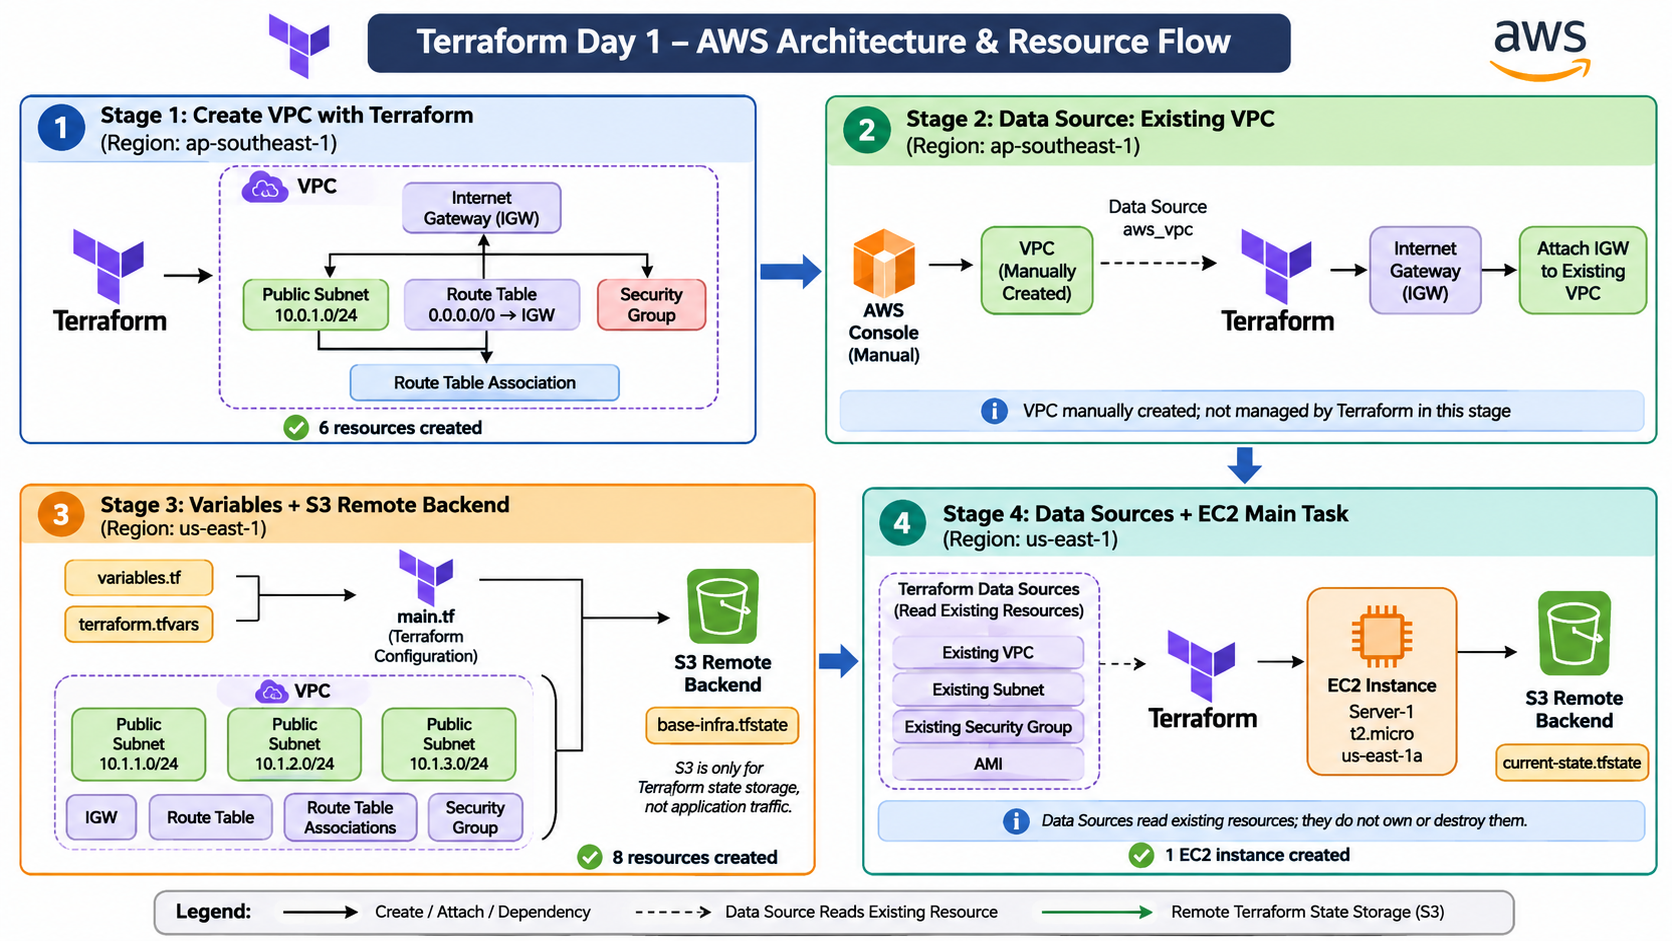 Terraform Day 1 – AWS Architecture & Resource Flow
aws
1
Stage 1: Create VPC with Terraform
(Region: ap-southeast-1)
VPC
Internet
Gateway (IGW)
Terraform
Public Subnet
10.0.1.0/24
Route Table
0.0.0.0/0 → IGW
Security
Group
Route Table Association
6 resources created
2
Stage 2: Data Source: Existing VPC
(Region: ap-southeast-1)
AWS
Console
(Manual)
VPC
(Manually
Created)
Data Source
aws_vpc
Terraform
Internet
Gateway
(IGW)
Attach IGW
to Existing
VPC
i
VPC manually created; not managed by Terraform in this stage
3
Stage 3: Variables + S3 Remote Backend
(Region: us-east-1)
variables.tf
terraform.tfvars
main.tf
(Terraform
Configuration)
VPC
Public
Subnet
10.1.1.0/24
Public
Subnet
10.1.2.0/24
Public
Subnet
10.1.3.0/24
IGW
Route Table
Route Table
Associations
Security
Group
S3 Remote
Backend
base-infra.tfstate
S3 is only for
Terraform state storage,
not application traffic.
8 resources created
4
Stage 4: Data Sources + EC2 Main Task
(Region: us-east-1)
Terraform Data Sources
(Read Existing Resources)
Existing VPC
Existing Subnet
Existing Security Group
AMI
Terraform
EC2 Instance
Server-1
t2.micro
us-east-1a
S3 Remote
Backend
current-state.tfstate
i
Data Sources read existing resources; they do not own or destroy them.
1 EC2 instance created
Legend:
Create / Attach / Dependency
Data Source Reads Existing Resource
Remote Terraform State Storage (S3)